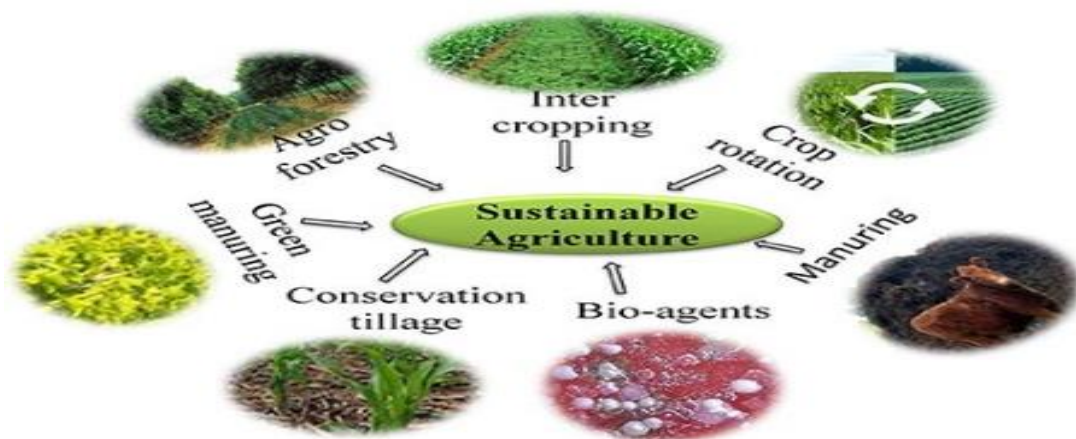 Inter
cropping
Agro
forestry
Crop
rotation
Sustainable
Agriculture
Green
manuring
Manuring
Conservation
tillage
Bio-agents